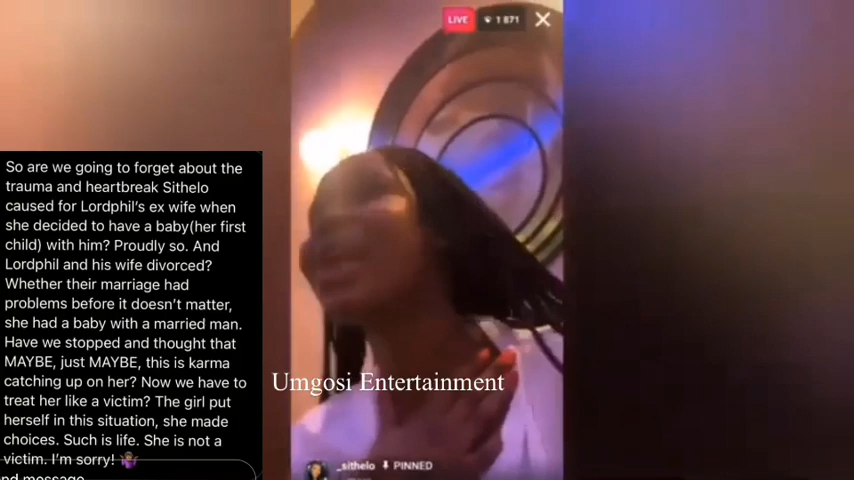 LIVE 1 871
So are we going to forget about the
trauma and heartbreak Sithelo
caused for Lordphil's ex wife when
she decided to have a baby(her first
child) with him? Proudly so. And
Lordphil and his wife divorced?
Whether their marriage had
problems before it doesn't matter,
she had a baby with a married man.
Have we stopped and thought that
MAYBE, just MAYBE, this is karma
catching up on her? Now we have to
treat her like a victim? The girl put
herself in this situation, she made
choices. Such is life. She is not a
victim. I'm sorry! 🤷🏾‍♀️
nd message
Umgosi Entertainment
_sithelo PINNED